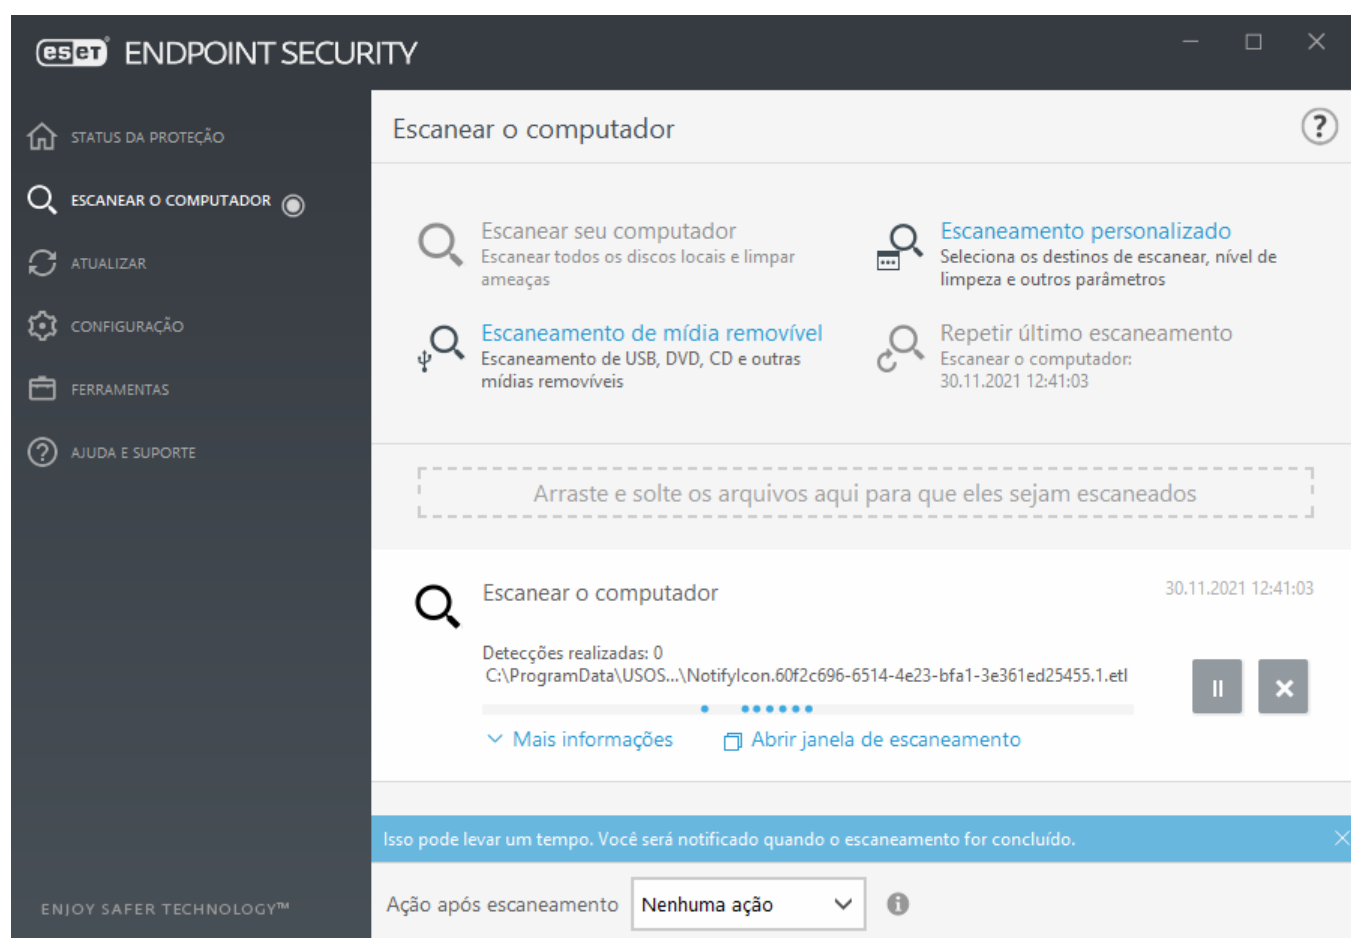 eset ENDPOINT SECURITY
STATUS DA PROTEÇÃO
ESCANEAR O COMPUTADOR
ATUALIZAR
CONFIGURAÇÃO
FERRAMENTAS
AJUDA E SUPORTE
ENJOY SAFER TECHNOLOGY™
Escanear o computador
?
Escanear seu computador
Escanear todos os discos locais e limpar
ameaças
Escaneamento personalizado
Seleciona os destinos de escanear, nível de
limpeza e outros parâmetros
Escaneamento de mídia removível
Escaneamento de USB, DVD, CD e outras
mídias removíveis
Repetir último escaneamento
Escanear o computador:
30.11.2021 12:41:03
Arraste e solte os arquivos aqui para que eles sejam escaneados
Escanear o computador
30.11.2021 12:41:03
Detecções realizadas: 0
C:\ProgramData\USOS...\NotifyIcon.60f2c696-6514-4e23-bfa1-3e361ed25455.1.etl
Mais informações
Abrir janela de escaneamento
Isso pode levar um tempo. Você será notificado quando o escaneamento for concluído.
Ação após escaneamento
Nenhuma ação